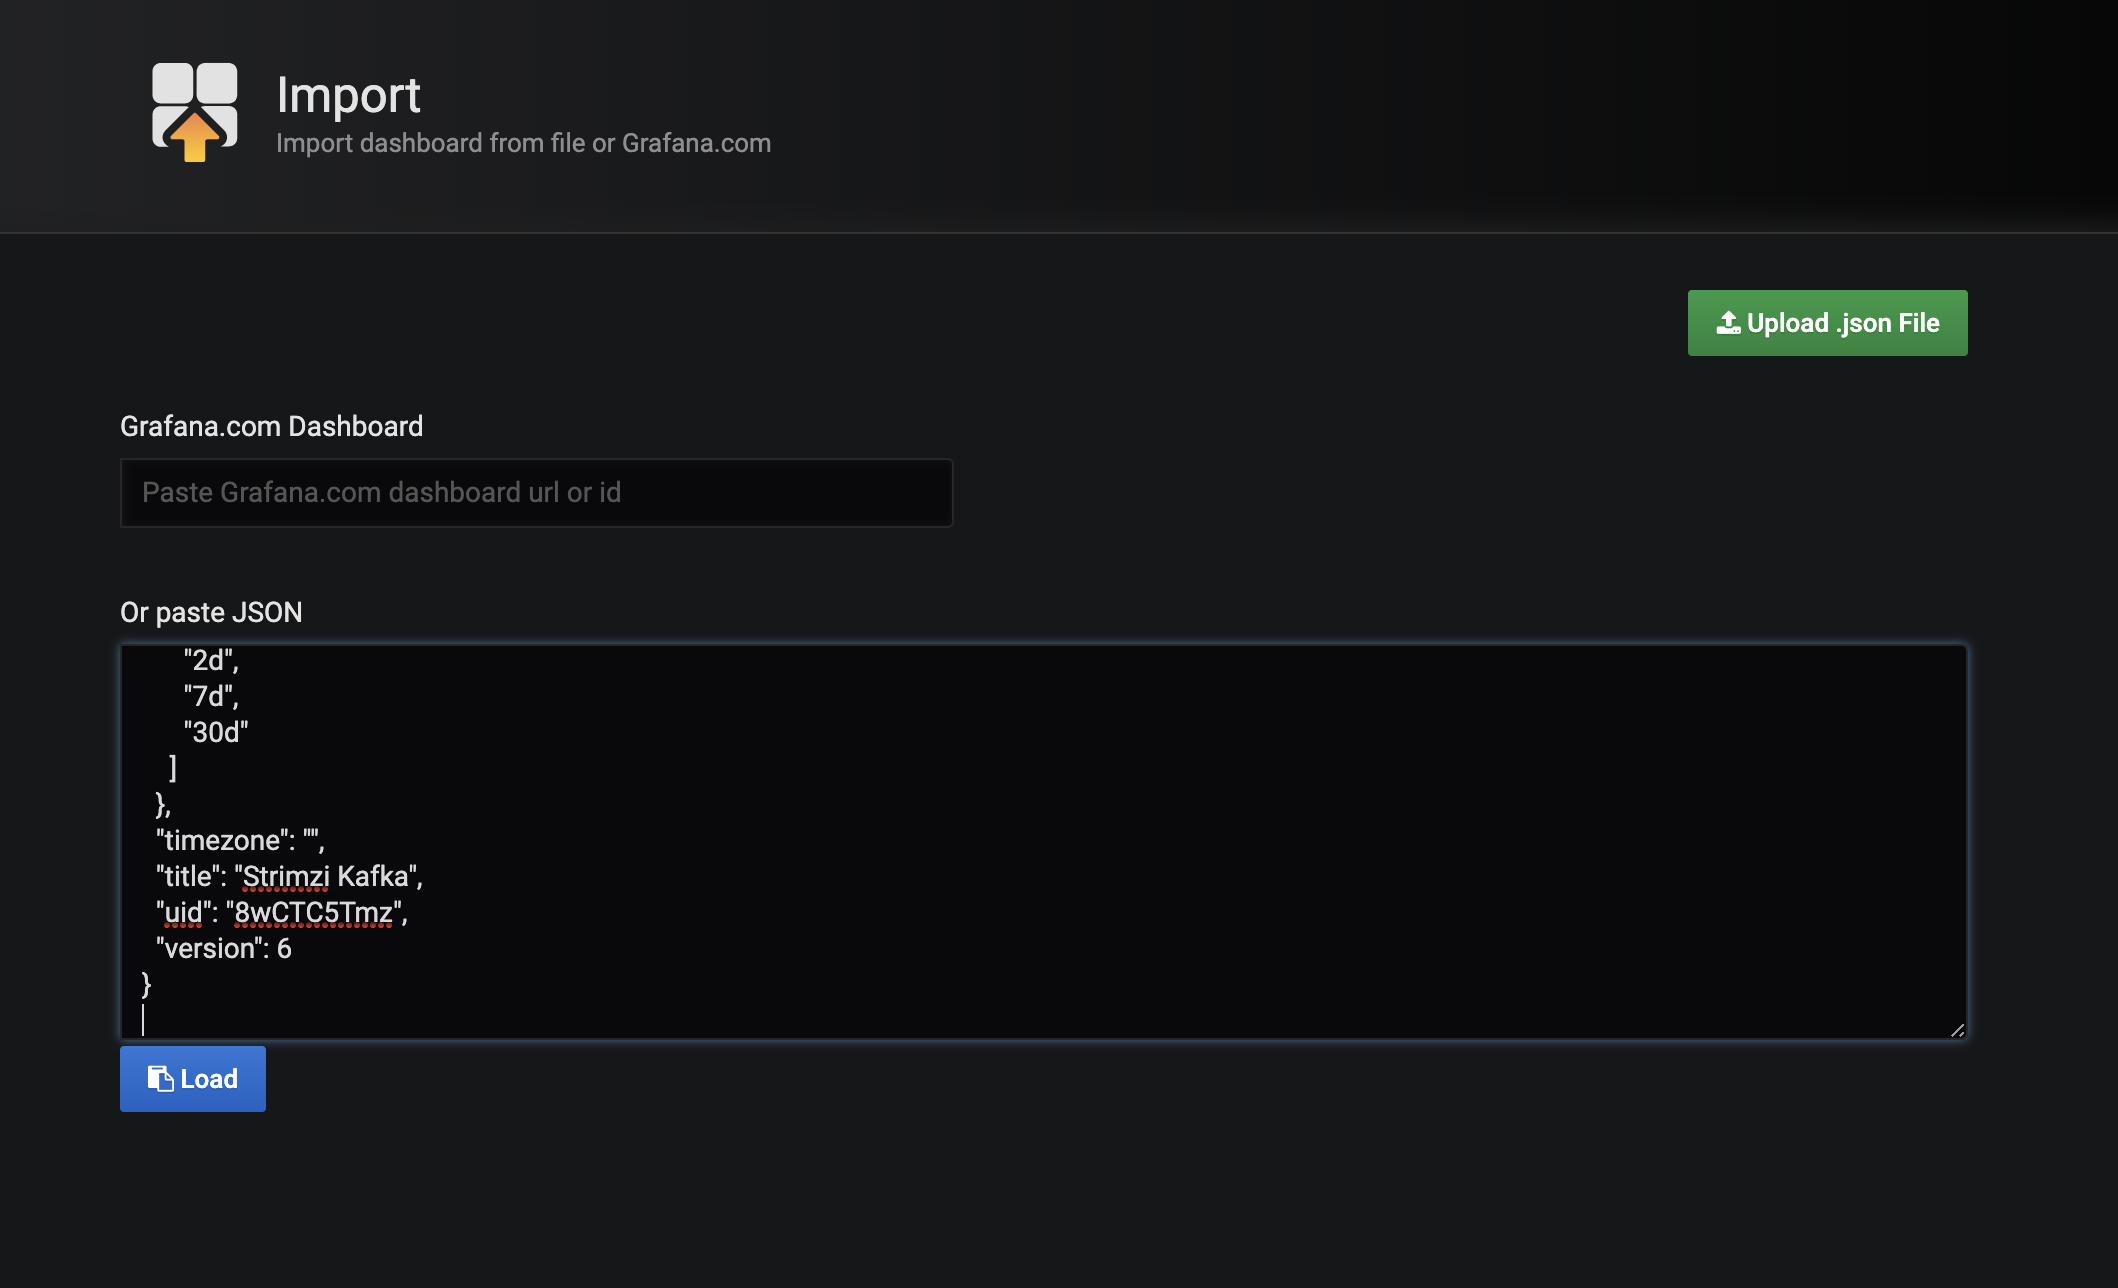 Import
Import dashboard from file or Grafana.com
Upload .json File
Grafana.com Dashboard
Paste Grafana.com dashboard url or id
Or paste JSON
"2d",
"7d",
"30d"
]
},
"timezone": "",
"title": "Strimzi Kafka",
"uid": "8wCTC5Tmz",
"version": 6
}
Load